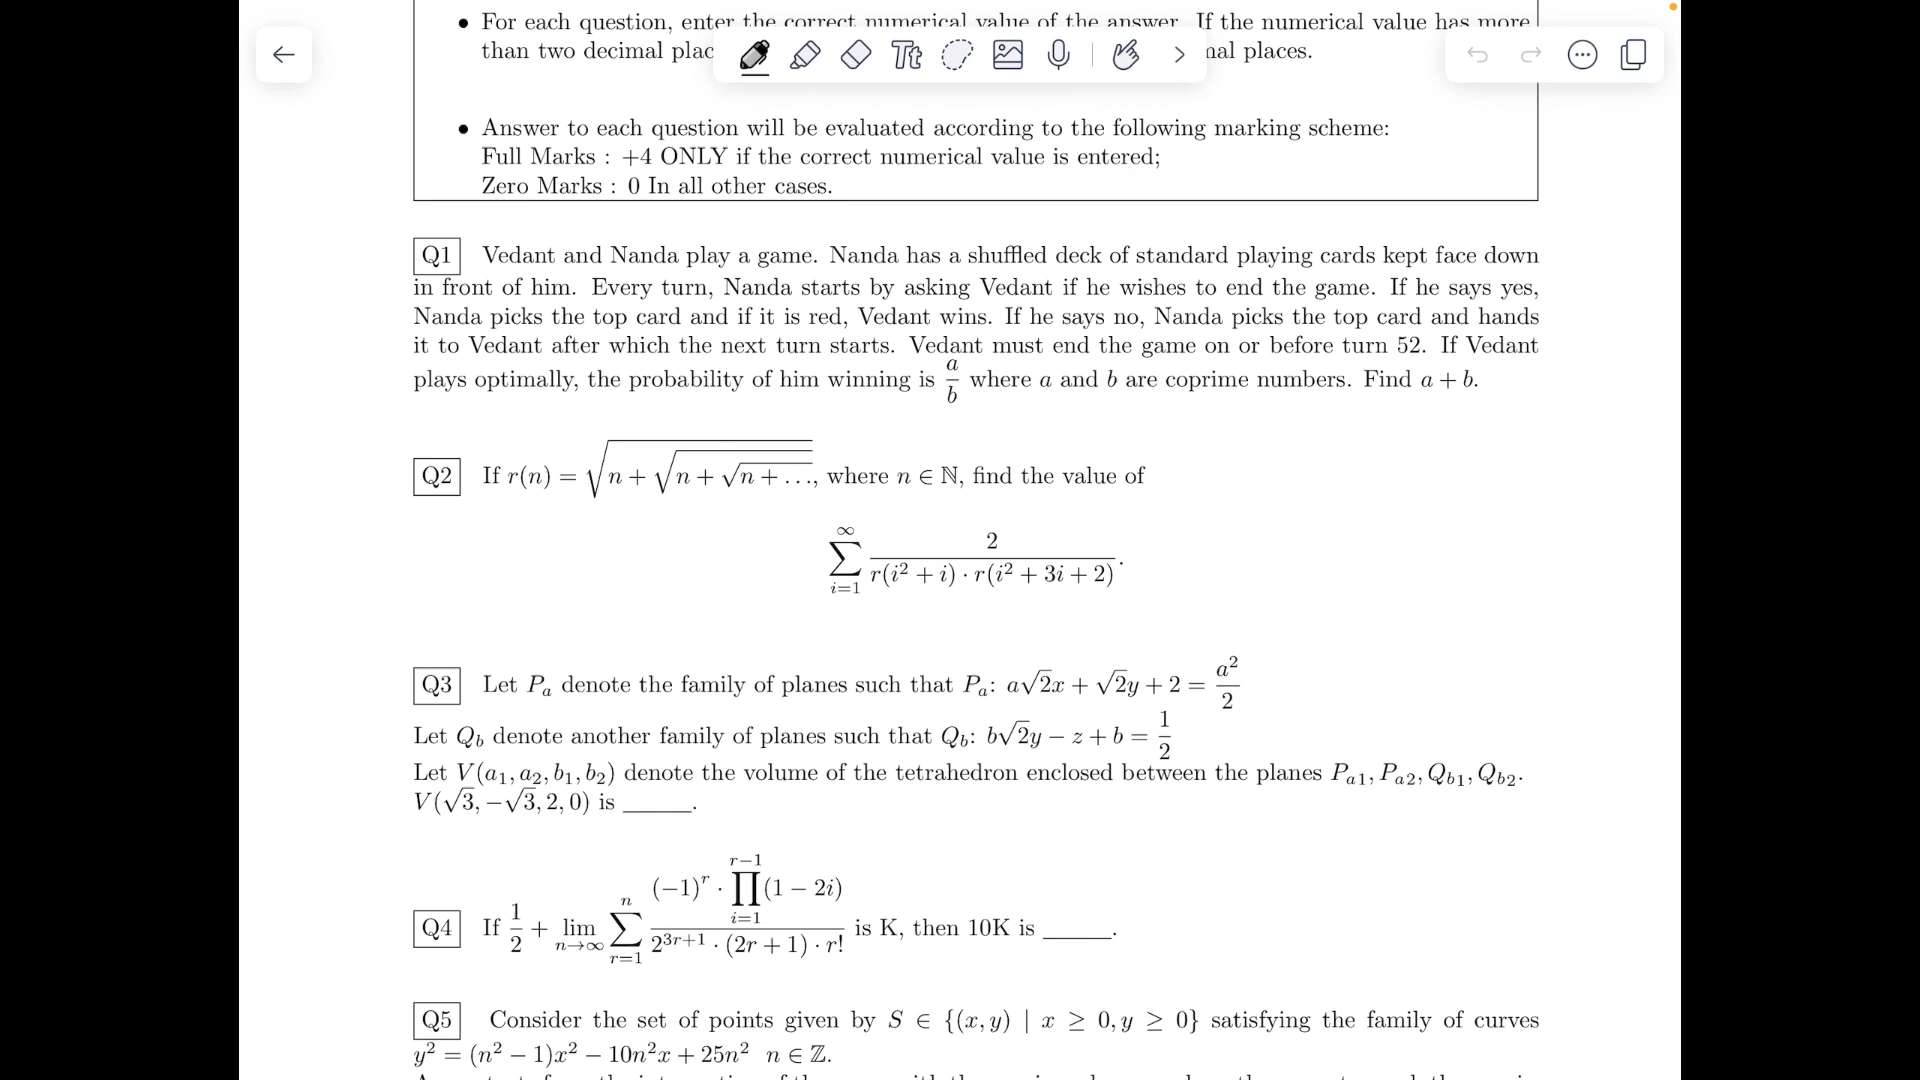 • For each question, enter the correct numerical value of the answer. If the numerical value has more
than two decimal plac nal places.
Tt
• Answer to each question will be evaluated according to the following marking scheme:
Full Marks : +4 ONLY if the correct numerical value is entered;
Zero Marks : 0 In all other cases.
Q1 Vedant and Nanda play a game. Nanda has a shuffled deck of standard playing cards kept face down
in front of him. Every turn, Nanda starts by asking Vedant if he wishes to end the game. If he says yes,
Nanda picks the top card and if it is red, Vedant wins. If he says no, Nanda picks the top card and hands
it to Vedant after which the next turn starts. Vedant must end the game on or before turn 52. If Vedant
plays optimally, the probability of him winning is a/b where a and b are coprime numbers. Find a + b.
Q2 If r(n) = √(n + √(n + √(n + ...))), where n ∈ ℕ, find the value of
∑_{i=1}^{∞} 2 / (r(i² + i) · r(i² + 3i + 2)).
Q3 Let P_a denote the family of planes such that P_a: a√2x + √2y + 2 = a²/2
Let Q_b denote another family of planes such that Q_b: b√2y − z + b = 1/2
Let V(a₁, a₂, b₁, b₂) denote the volume of the tetrahedron enclosed between the planes P_{a1}, P_{a2}, Q_{b1}, Q_{b2}.
V(√3, −√3, 2, 0) is ______.
Q4 If 1/2 + lim_{n→∞} ∑_{r=1}^{n} ((−1)^r · ∏_{i=1}^{r−1}(1 − 2i)) / (2^{3r+1} · (2r + 1) · r!) is K, then 10K is ______.
Q5 Consider the set of points given by S ∈ {(x, y) | x ≥ 0, y ≥ 0} satisfying the family of curves
y² = (n² − 1)x² − 10n²x + 25n² n ∈ ℤ.